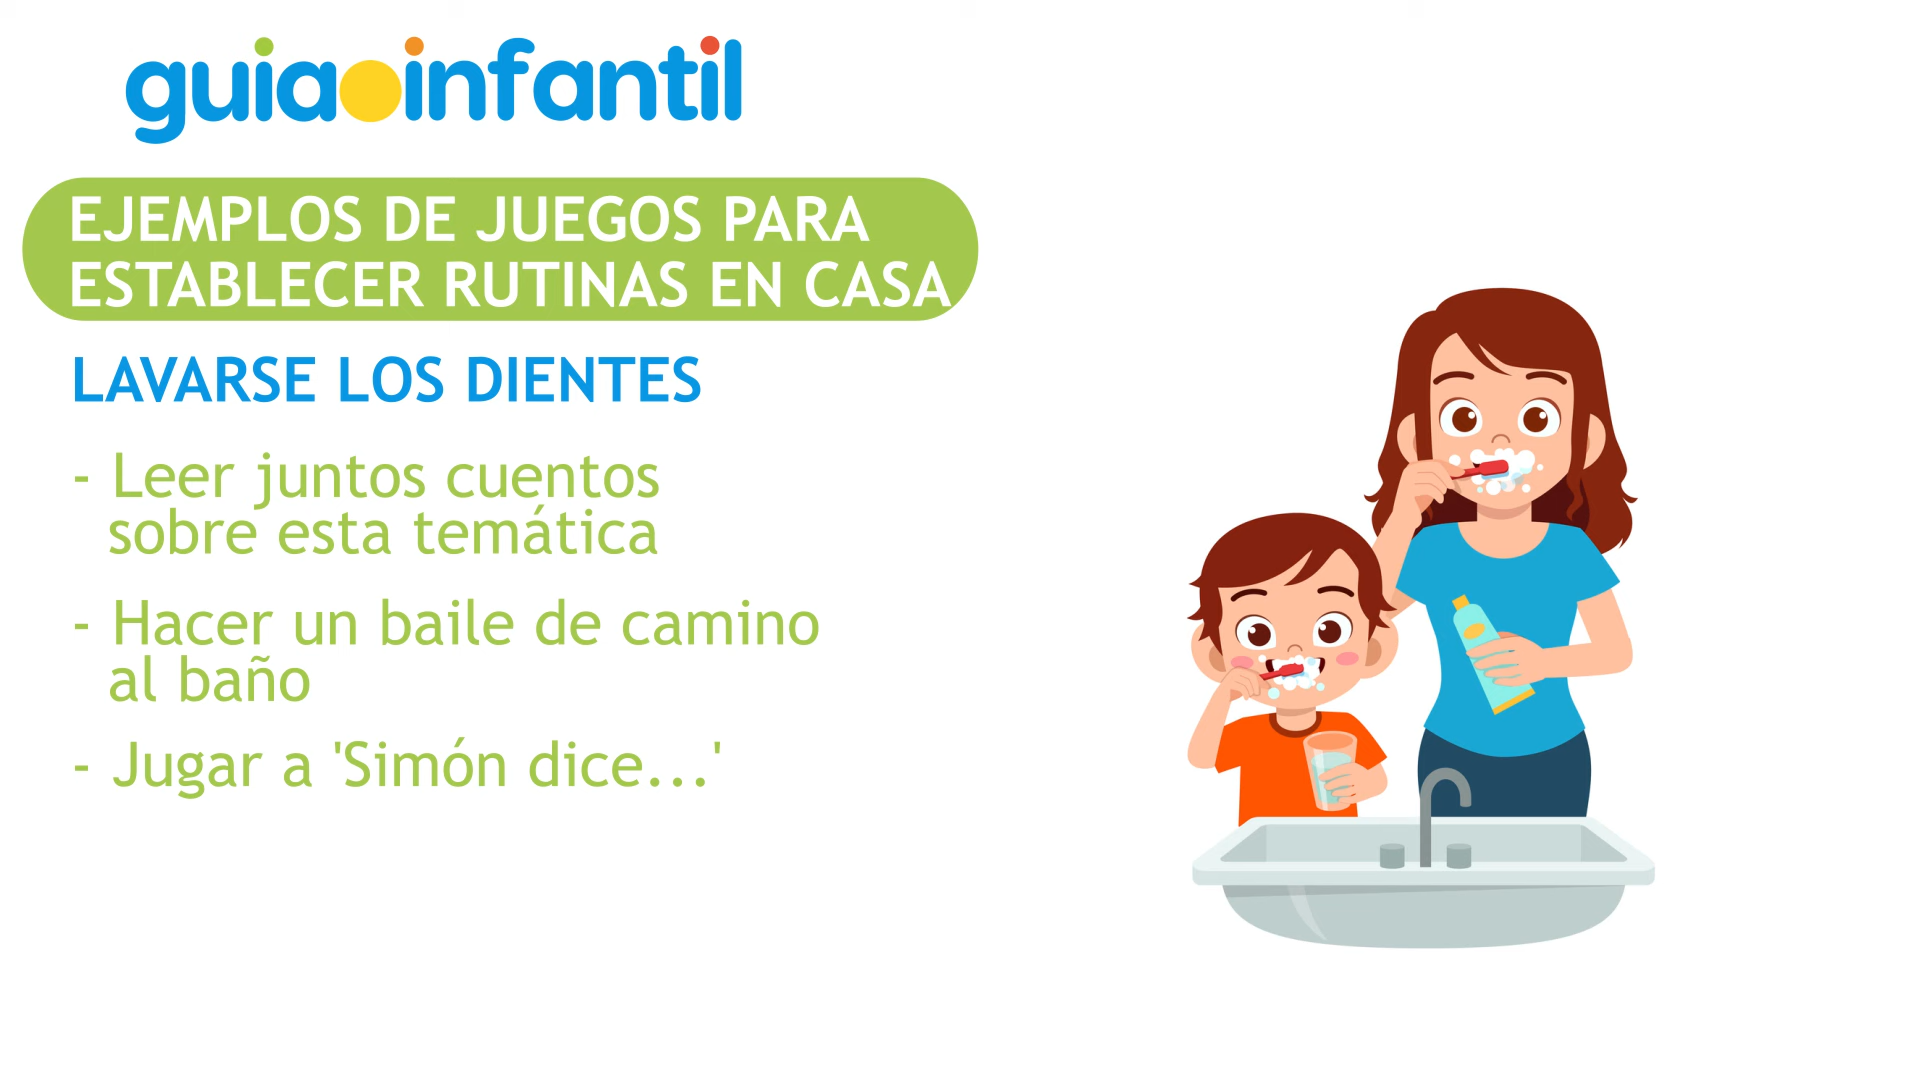 guiainfantil
EJEMPLOS DE JUEGOS PARA
ESTABLECER RUTINAS EN CASA
LAVARSE LOS DIENTES
- Leer juntos cuentos
sobre esta temática
- Hacer un baile de camino
al baño
- Jugar a 'Simón dice...'